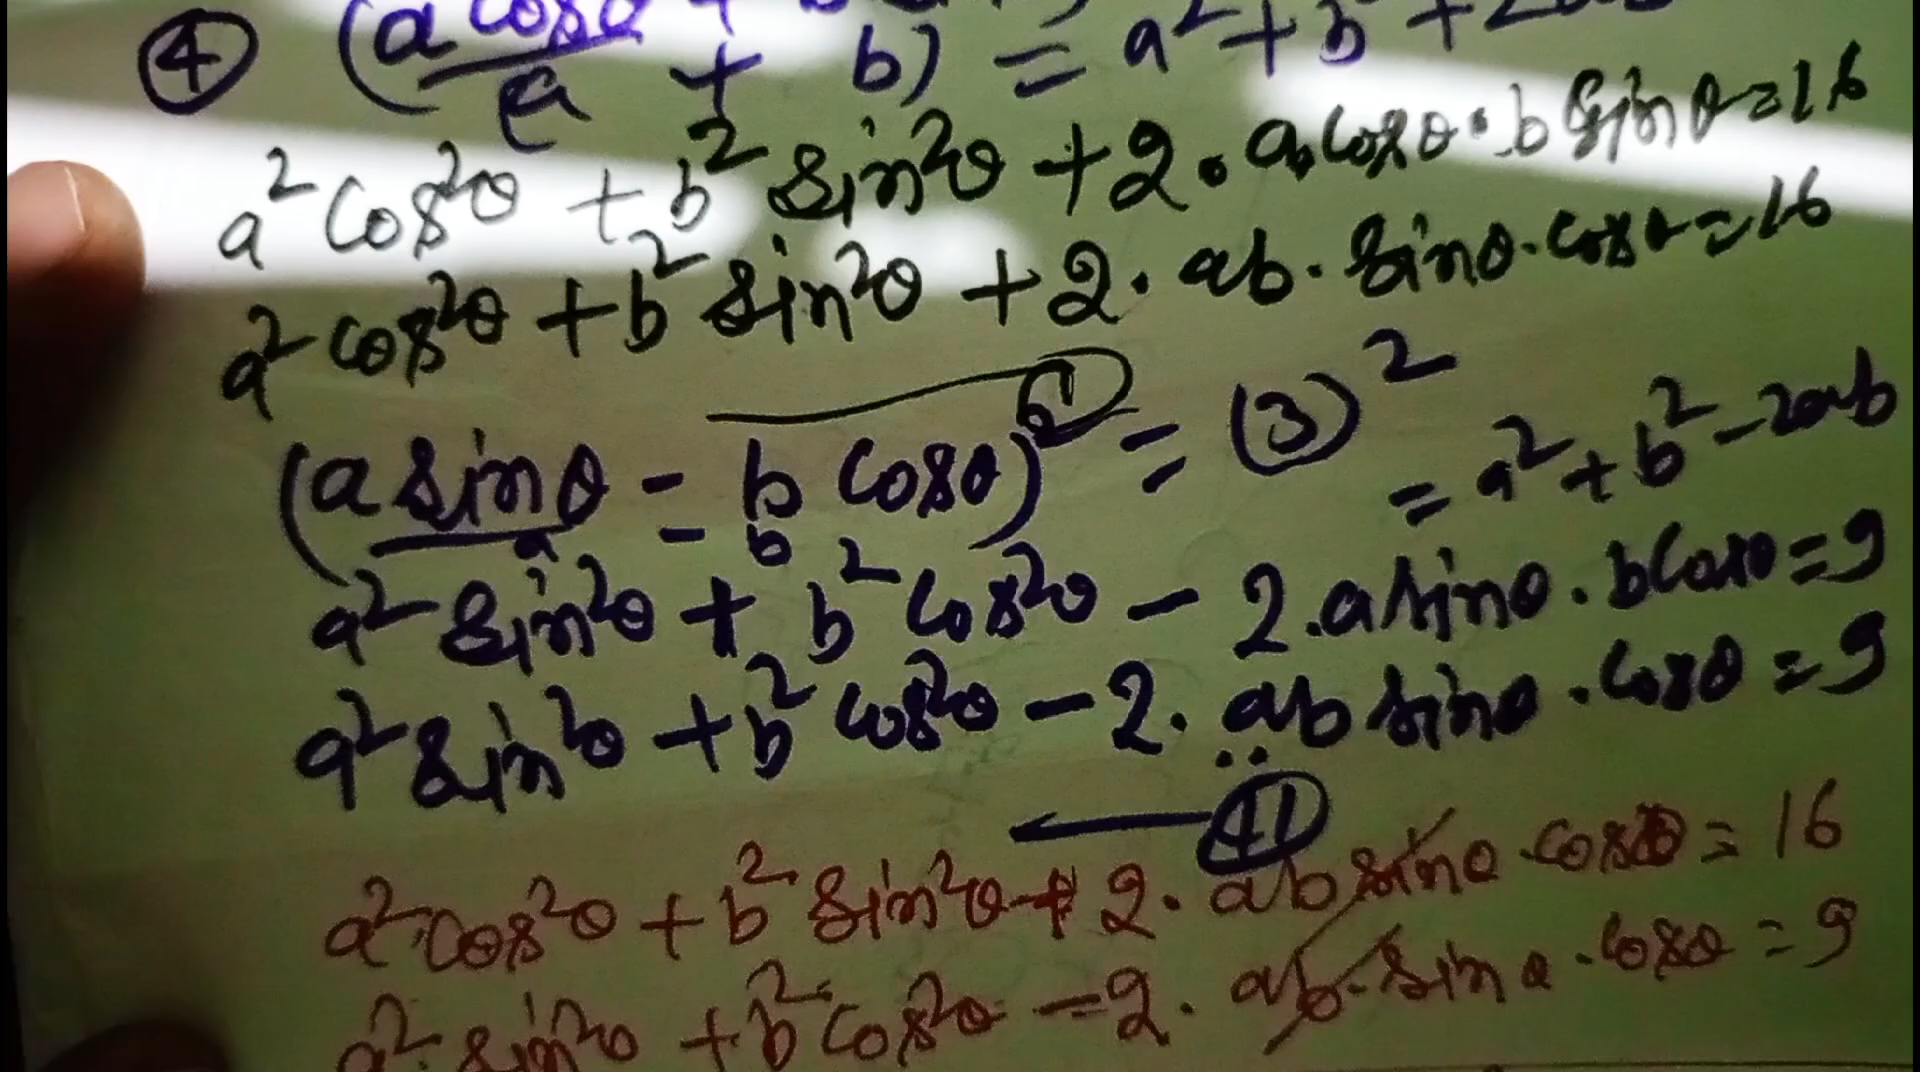 ④ (a cosθ +
a + b) = a² + b² + 2ab
a² cos²θ + b² sin²θ + 2 · a cosθ · b sinθ = 16
a² cos²θ + b² sin²θ + 2 · ab · sinθ · cosθ = 16
①
(a sinθ - b cosθ)² = (3)²
a - b = a² + b² - 2ab
a² sin²θ + b² cos²θ - 2 . a sinθ . b cosθ = 9
a² sin²θ + b² cos²θ - 2 . ab sinθ . cosθ = 9
a² cos²θ + b² sin²θ + 2 . ab sinθ . cosθ = 16
a² sin²θ + b² cos²θ - 2 . ab . sinθ . cosθ = 9